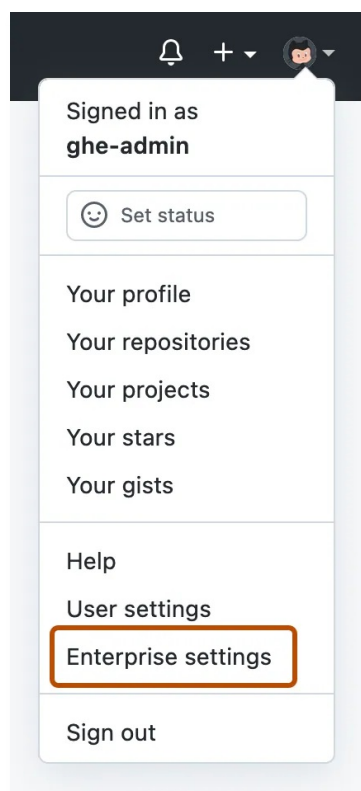 Signed in as
ghe-admin
Set status
Your profile
Your repositories
Your projects
Your stars
Your gists
Help
User settings
Enterprise settings
Sign out